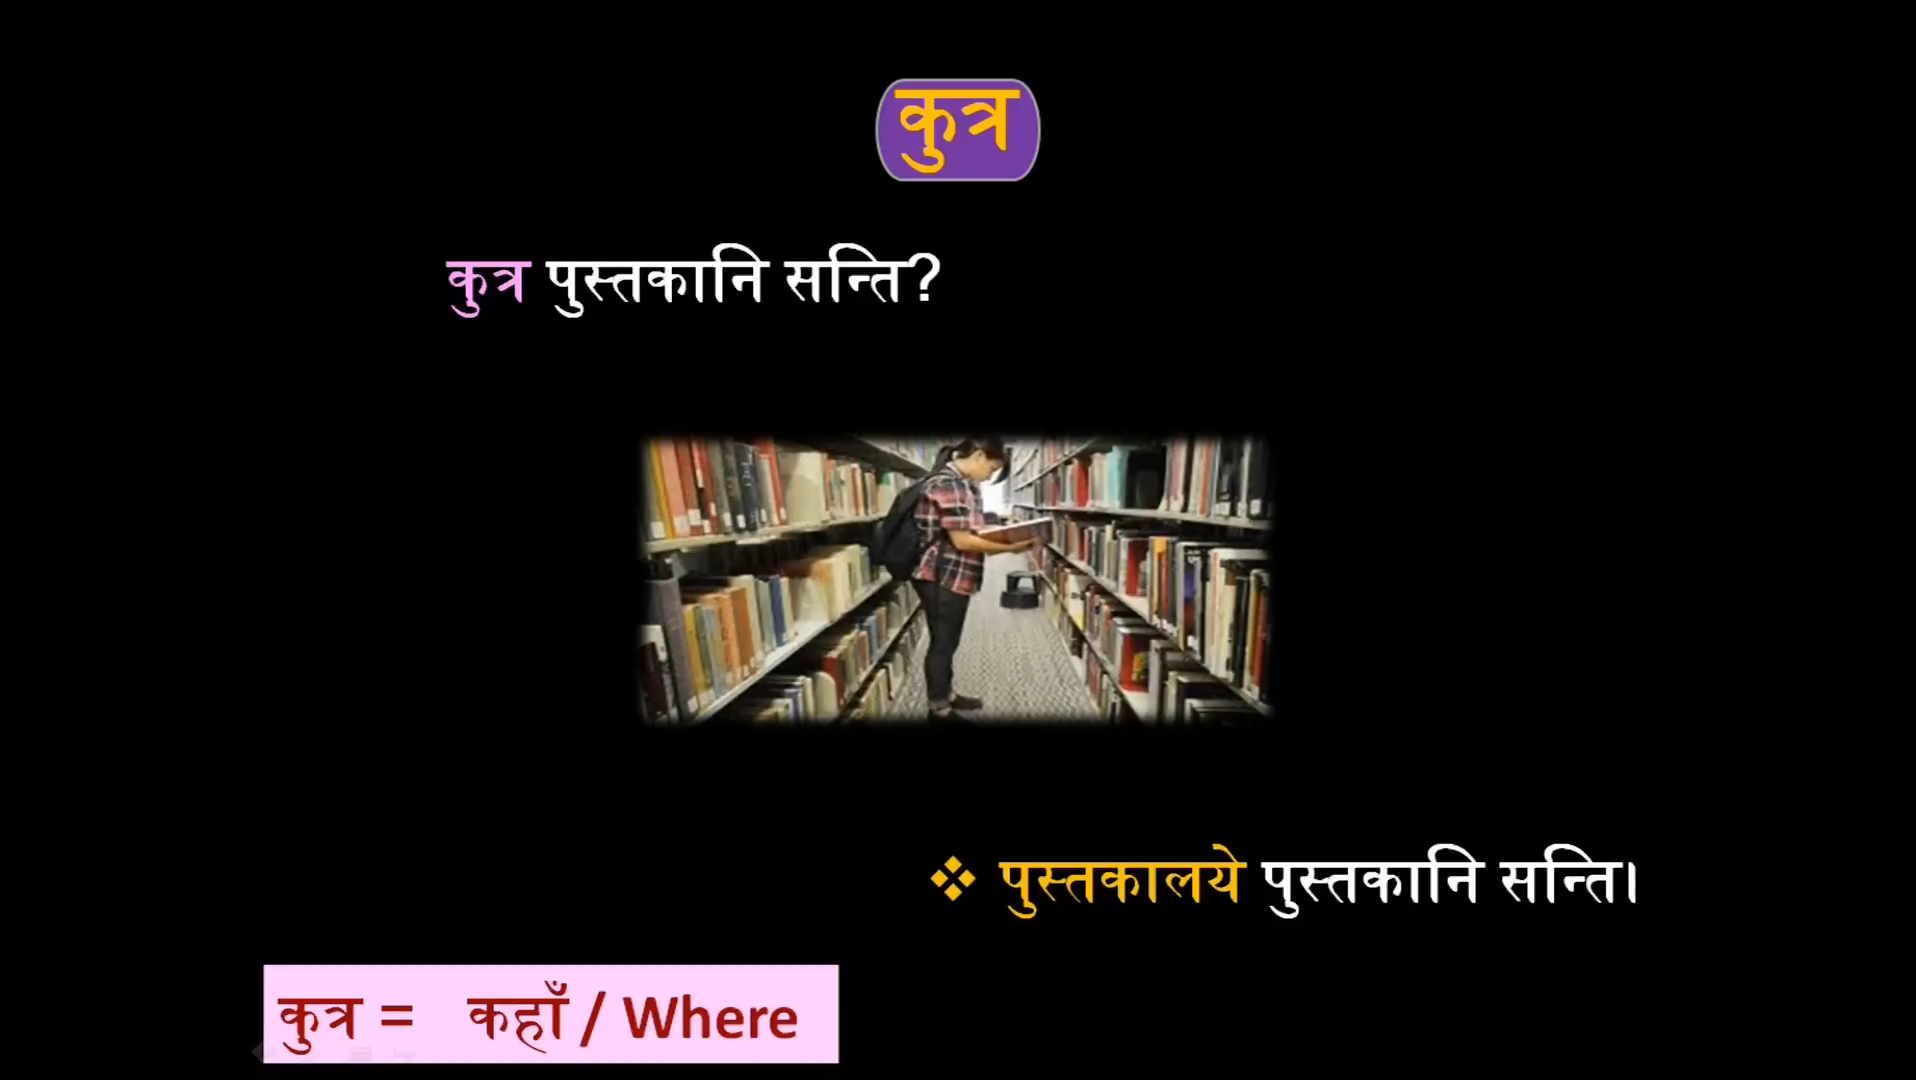 कुत्र
कुत्र पुस्तकानि सन्ति?
❖ पुस्तकालये पुस्तकानि सन्ति।
कुत्र = कहाँ / Where